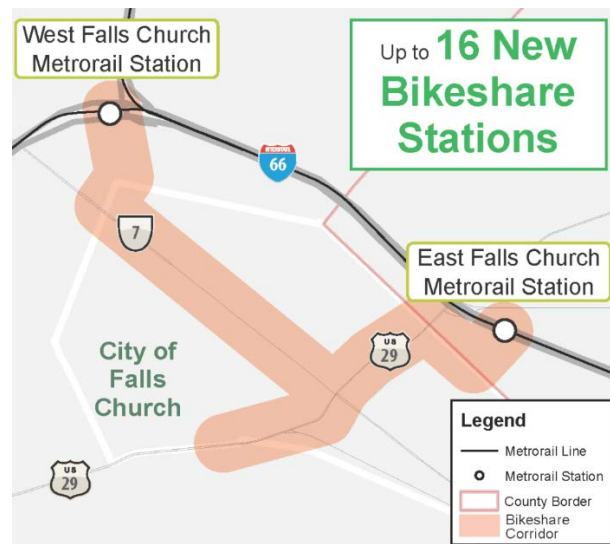 West Falls Church
Metrorail Station
Up to 16 New
Bikeshare
Stations
INTERSTATE
66
7
East Falls Church
Metrorail Station
US
29
City of
Falls
Church
US
29
Legend
Metrorail Line
Metrorail Station
County Border
Bikeshare
Corridor